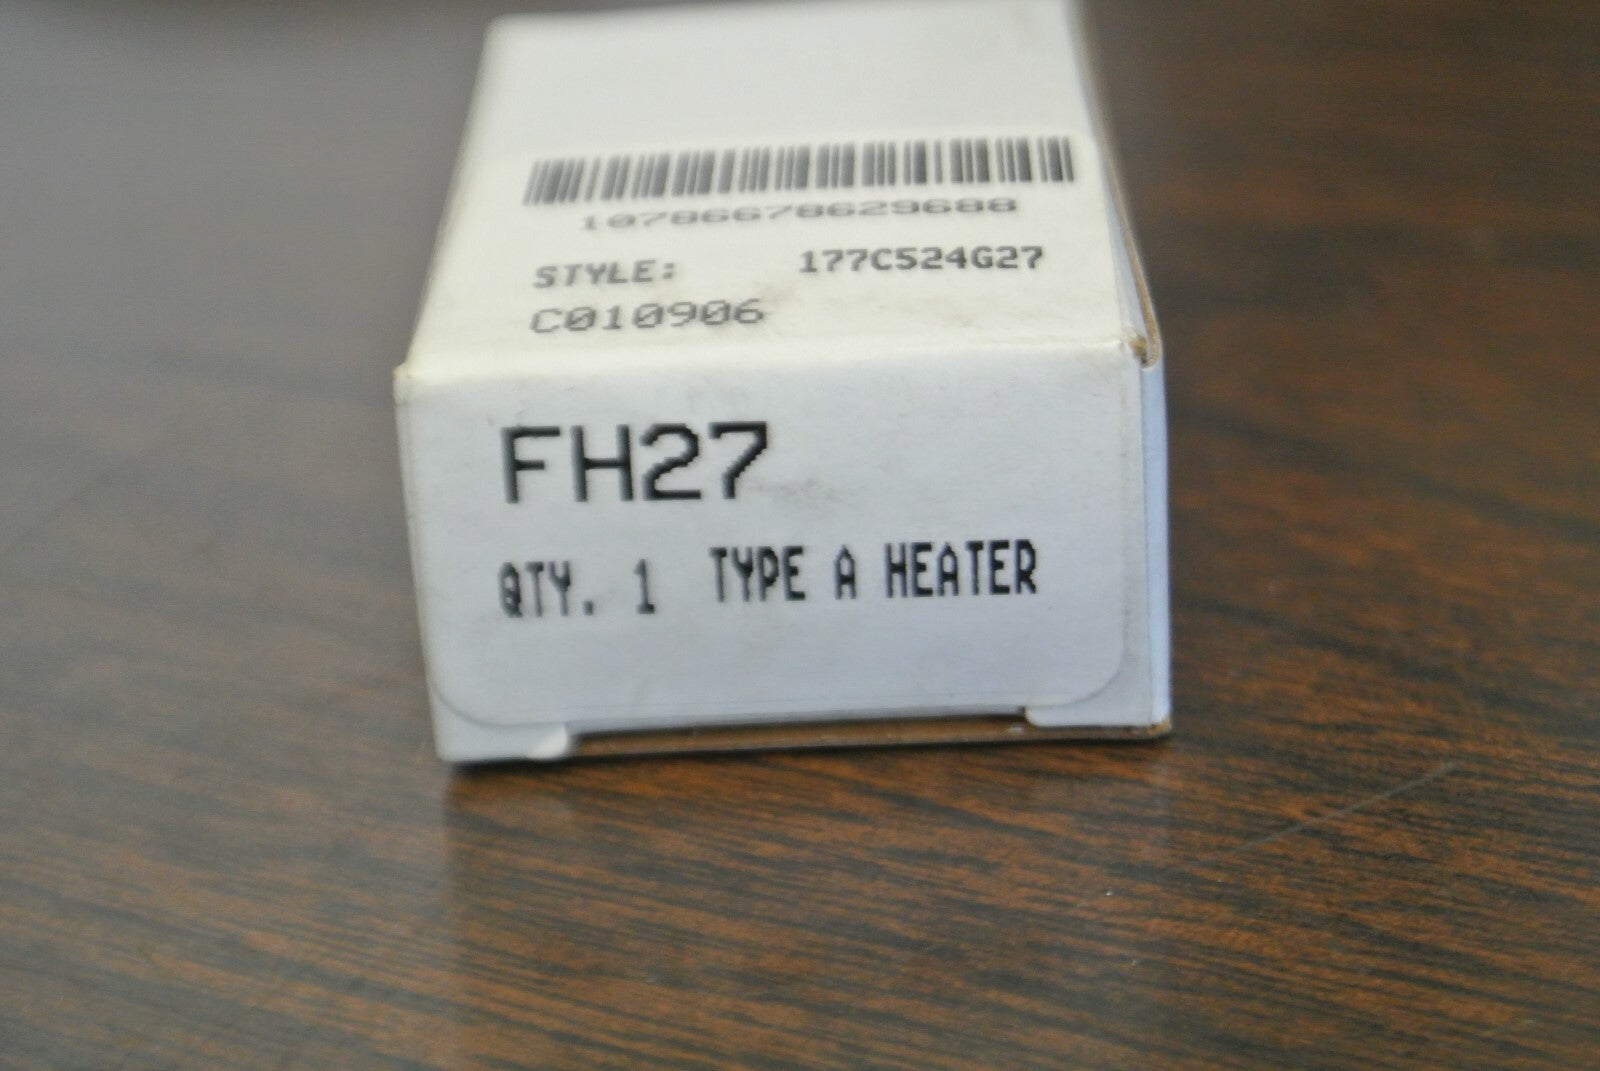 10786678629688
STYLE: 177C524G27
C010906
FH27
QTY. 1 TYPE A HEATER